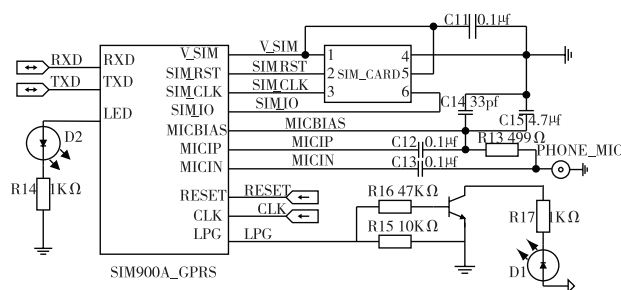 C11 0.1μf
RXD
TXD
RXD
TXD
LED
V_SIM
SIM_RST
SIM_CLK
SIM_IO
MICBIAS
MICIP
MICIN
RESET
CLK
LPG
V_SIM
SIMRST
SIM_CLK
SIM_IO
MICBIAS
MICIP
MICIN
RESET
CLK
LPG
1
2
3
SIM_CARD
4
5
6
C14 33pf
C15 4.7μf
C12 0.1μf
C13 0.1μf
R13 499Ω
PHONE_MIC
D2
R14 1KΩ
R16 47KΩ
R15 10KΩ
R17 1KΩ
D1
SIM900A_GPRS